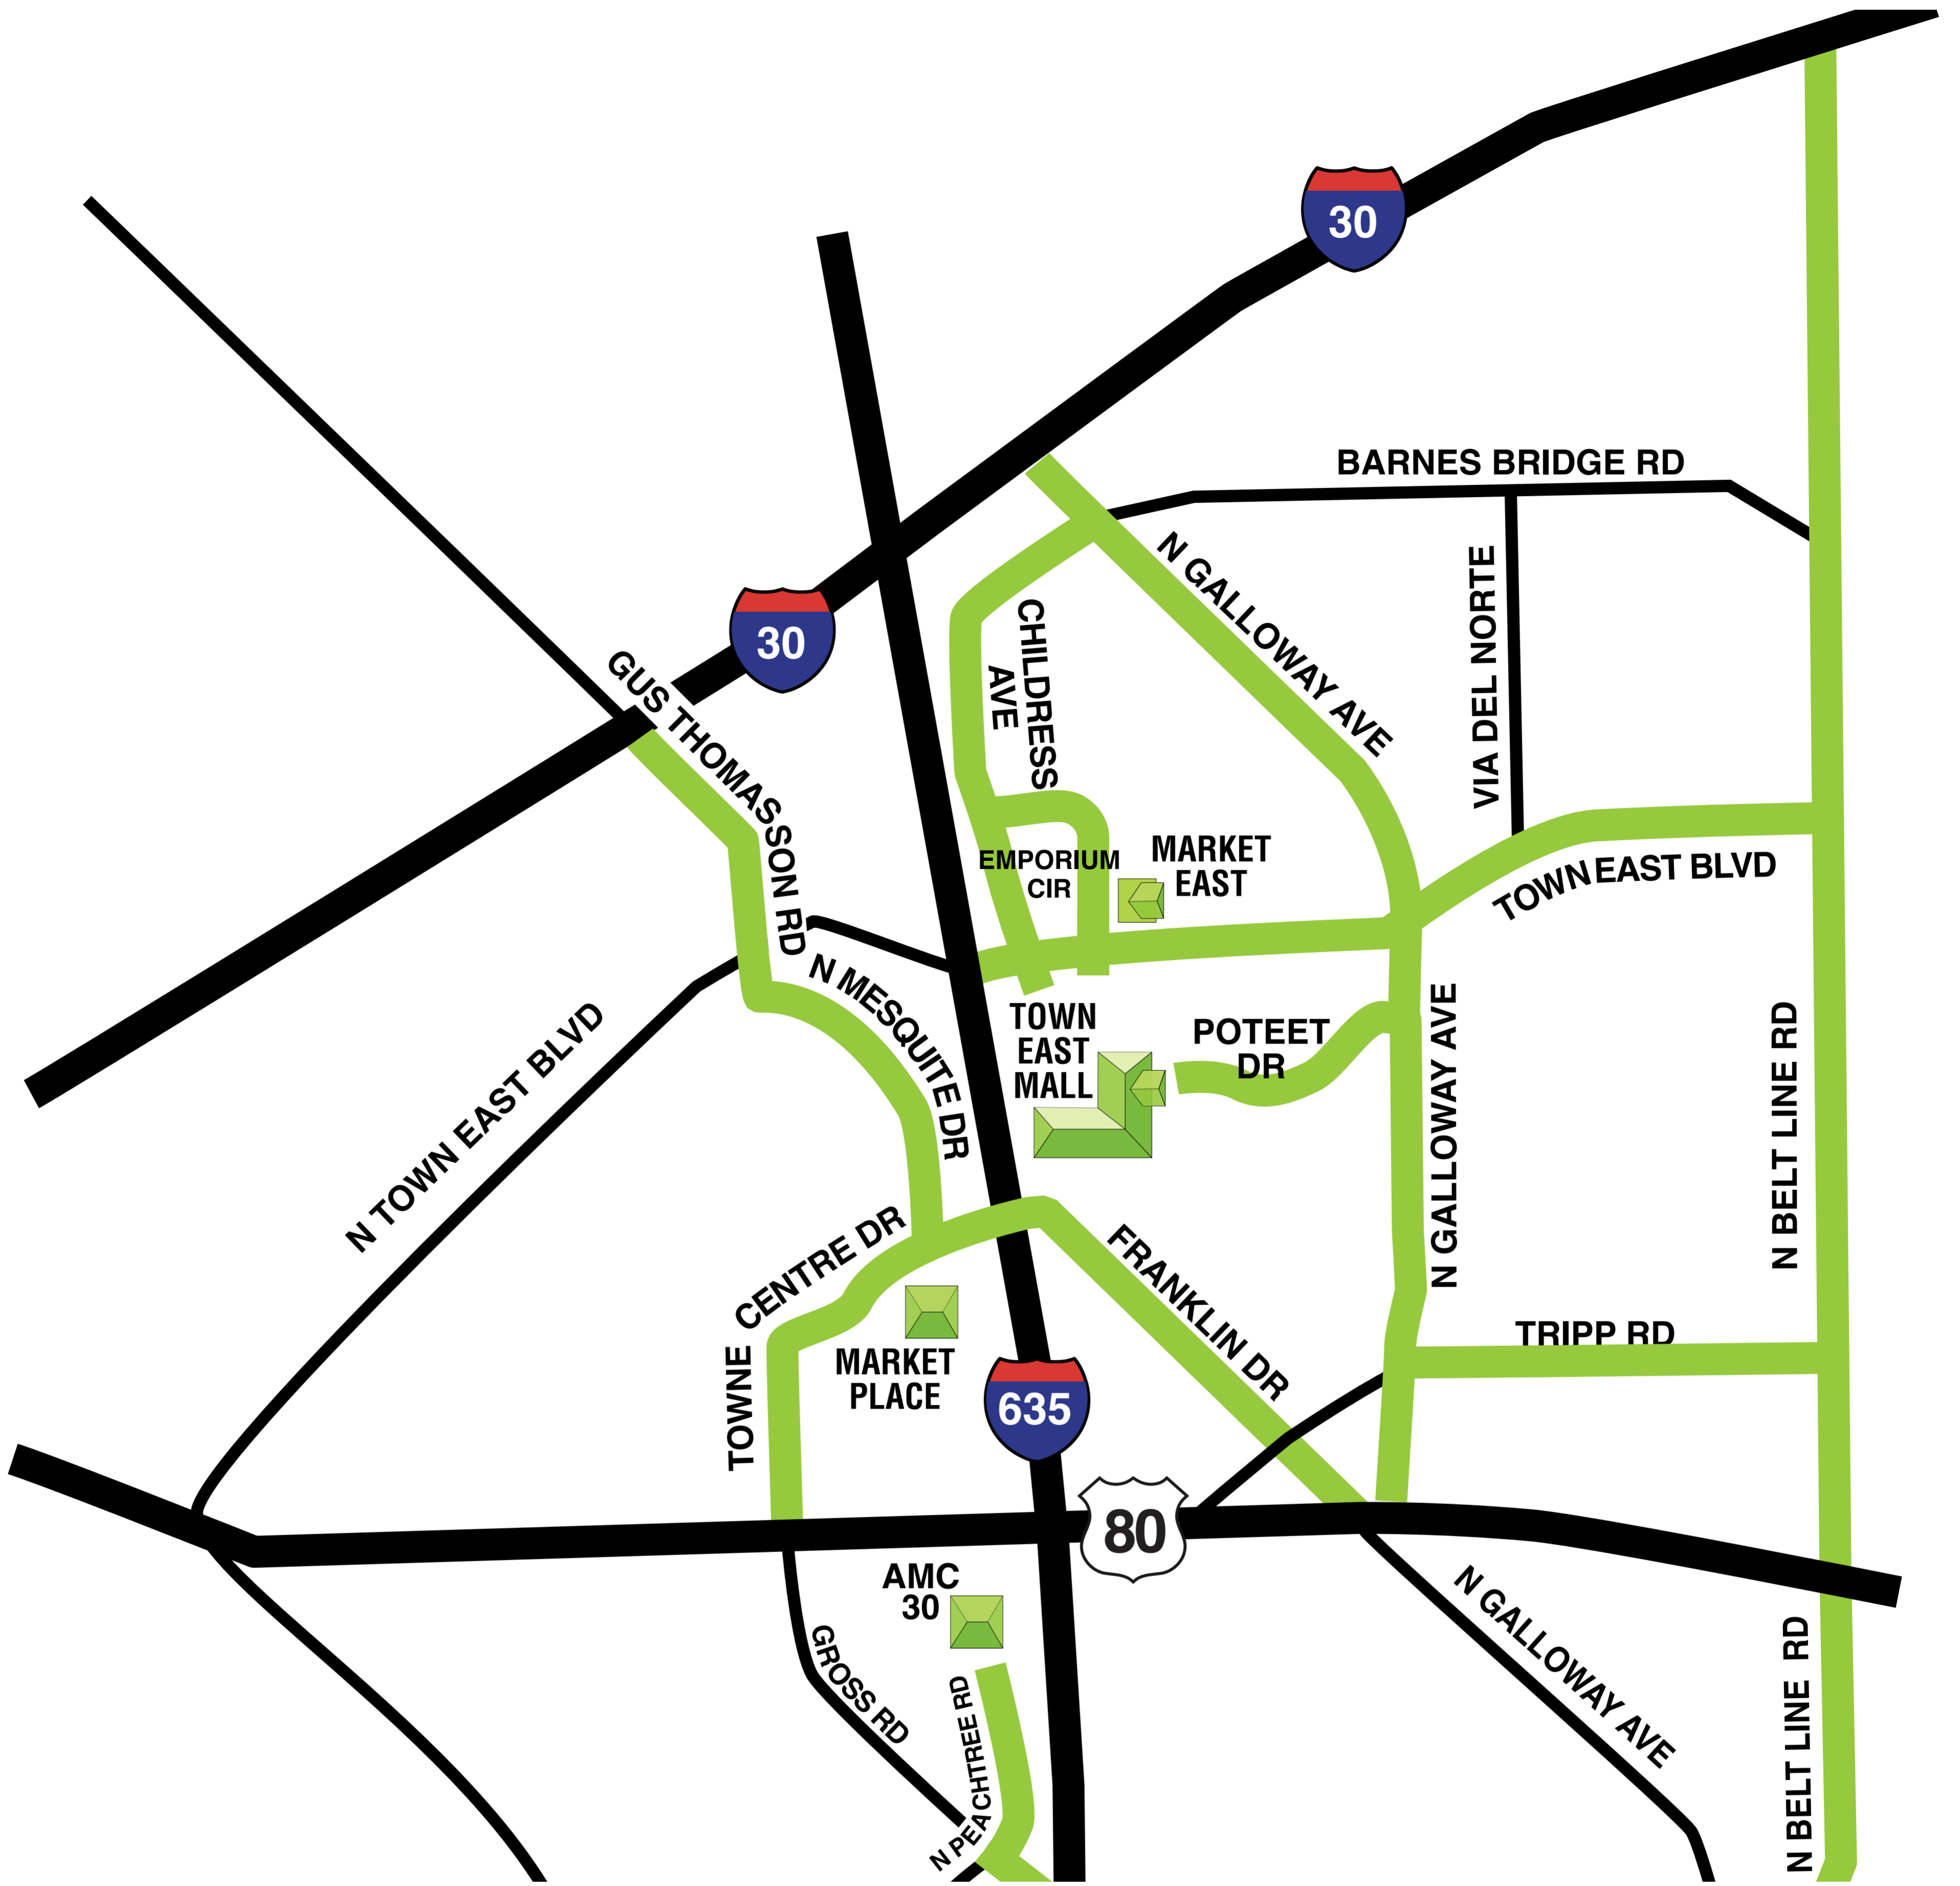 30
BARNES BRIDGE RD
N GALLOWAY AVE
VIA DEL NORTE
CHILDRESS
AVE
30
GUS THOMASSON RD
EMPORIUM
CIR
MARKET
EAST
TOWN EAST BLVD
N MESQUITE DR
TOWN
EAST
MALL
POTEET
DR
N GALLOWAY AVE
N BELT LINE RD
N TOWN EAST BLVD
TOWNE CENTRE DR
FRANKLIN DR
TRIPP RD
MARKET
PLACE
635
80
AMC
30
GROSS RD
N PEACHTREE RD
N GALLOWAY AVE
N BELT LINE RD